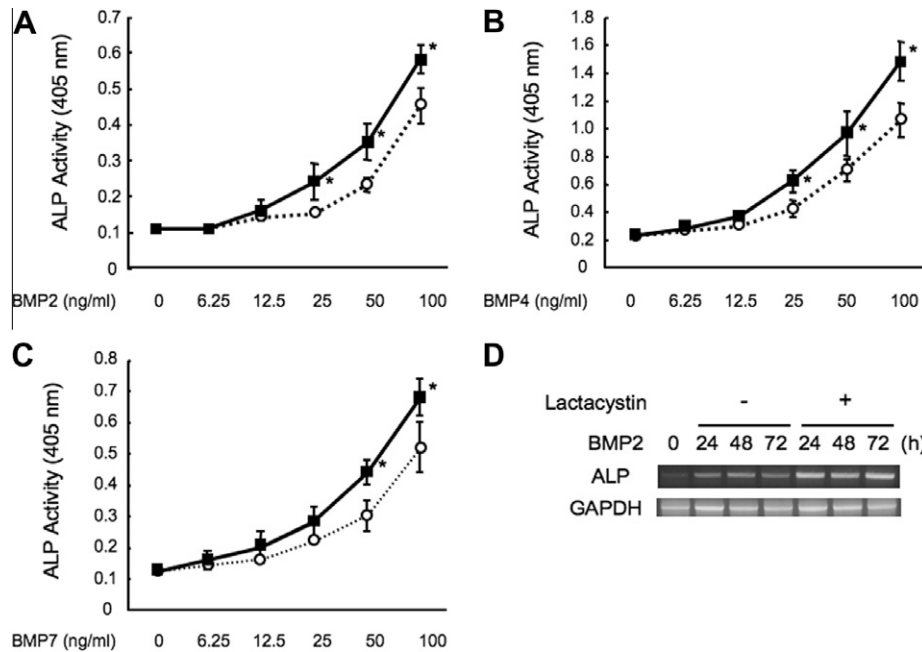 A
ALP Activity (405 nm)
0.7
0.6
0.5
0.4
0.3
0.2
0.1
0
*
*
*
BMP2 (ng/ml) 0 6.25 12.5 25 50 100
B
ALP Activity (405 nm)
1.8
1.6
1.4
1.2
1.0
0.8
0.6
0.4
0.2
0
*
*
*
BMP4 (ng/ml) 0 6.25 12.5 25 50 100
C
ALP Activity (405 nm)
0.8
0.7
0.6
0.5
0.4
0.3
0.2
0.1
0
*
*
BMP7 (ng/ml) 0 6.25 12.5 25 50 100
D
Lactacystin - +
BMP2 0 24 48 72 24 48 72 (h)
ALP
GAPDH